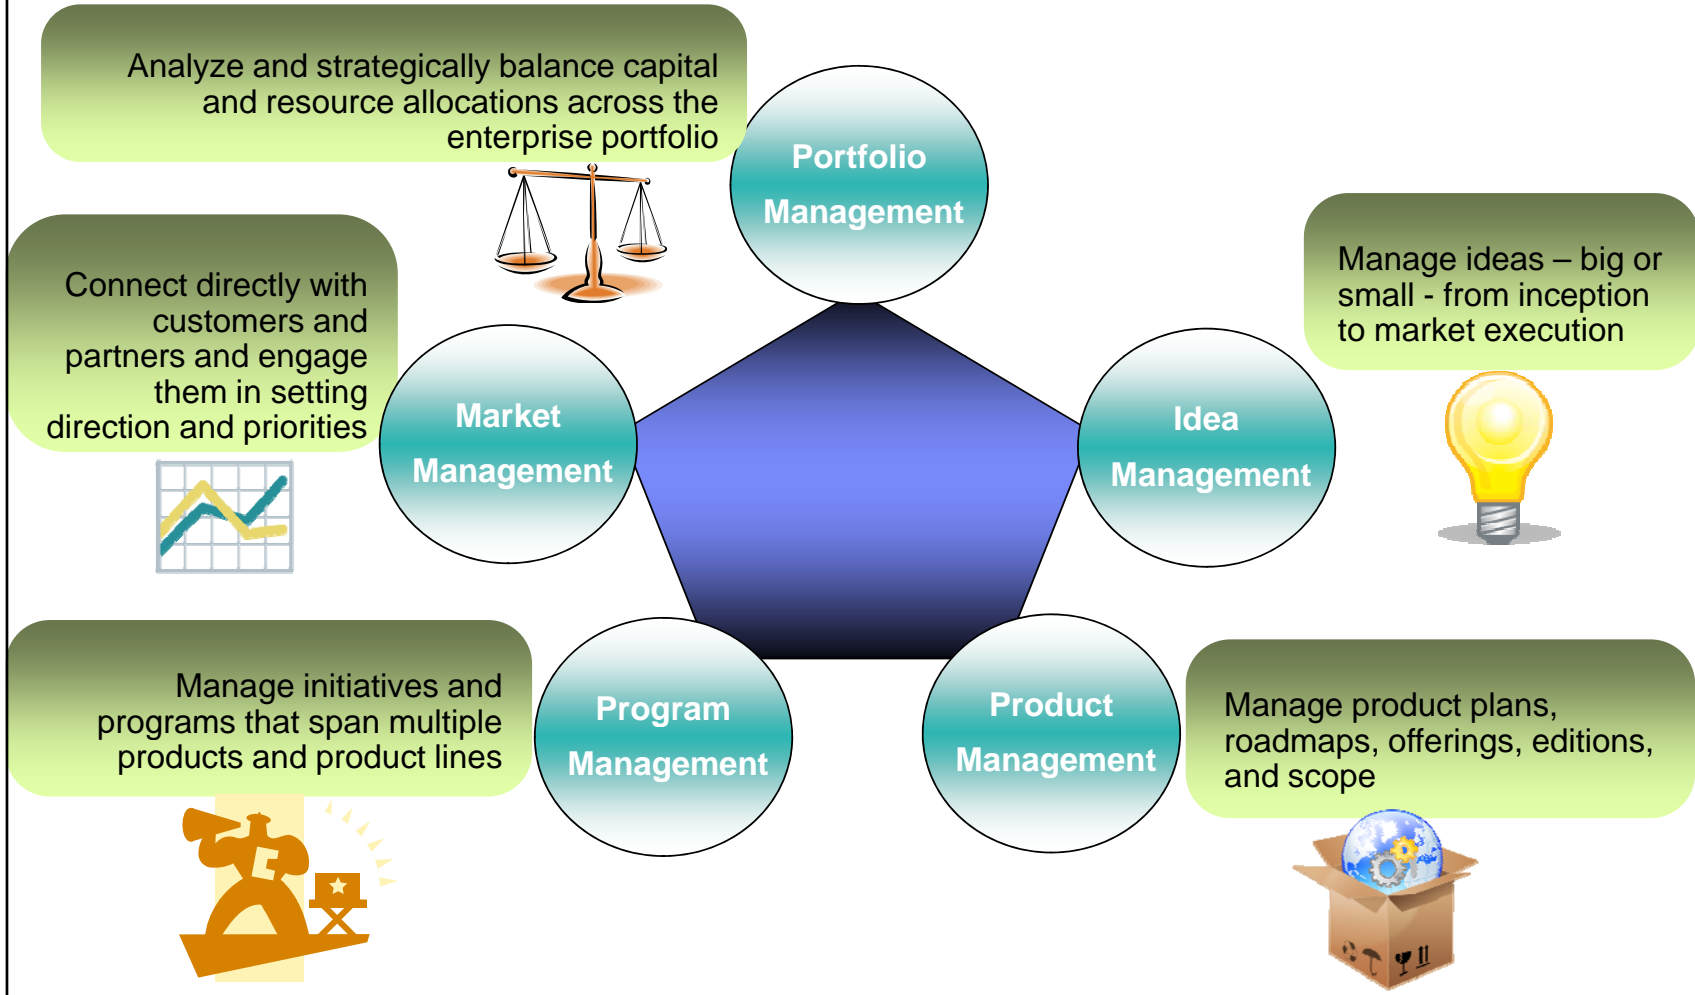 Analyze and strategically balance capital
and resource allocations across the
enterprise portfolio
Portfolio
Management
Connect directly with
customers and
partners and engage
them in setting
direction and priorities
Market
Management
Manage ideas – big or
small - from inception
to market execution
Idea
Management
Manage initiatives and
programs that span multiple
products and product lines
Program
Management
Product
Management
Manage product plans,
roadmaps, offerings, editions,
and scope
E